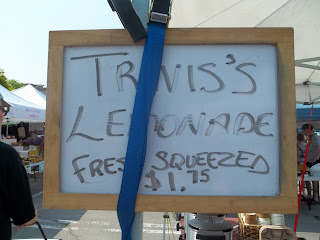 TRAVIS'S
LEMONADE
FRESH SQUEEZED
$1.75